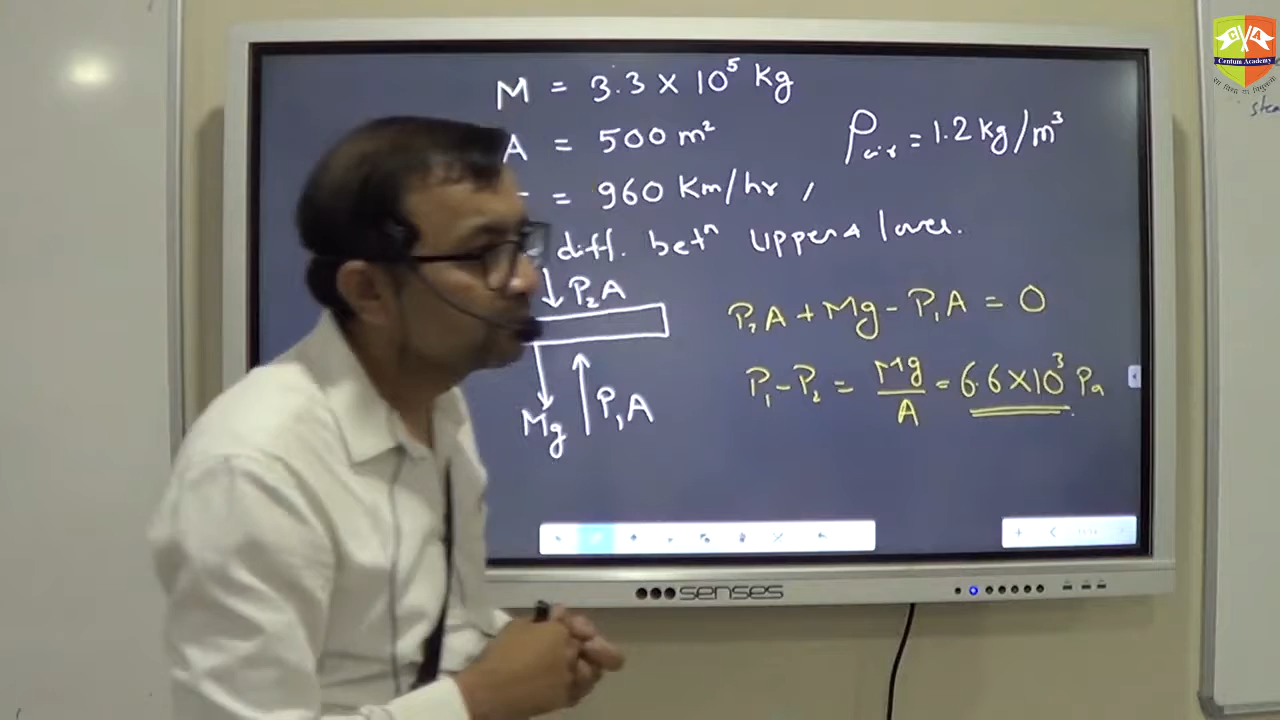 M = 3.3 × 10⁵ Kg
A = 500 m²
ρair = 1.2 kg/m³
= 960 Km/hr,
diff. betⁿ upper & lower.
P₂A
P₂A + Mg - P₁A = 0
P₁ - P₂ = Mg/A = 6.6 × 10³ Pa
Mg
P₁A
senses
CVA
Centum Academy